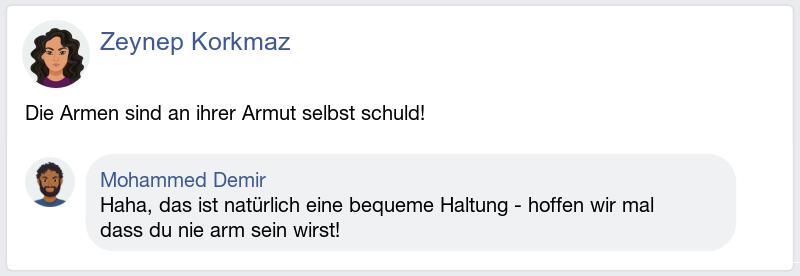 Zeynep Korkmaz
Die Armen sind an ihrer Armut selbst schuld!
Mohammed Demir
Haha, das ist natürlich eine bequeme Haltung - hoffen wir mal
dass du nie arm sein wirst!